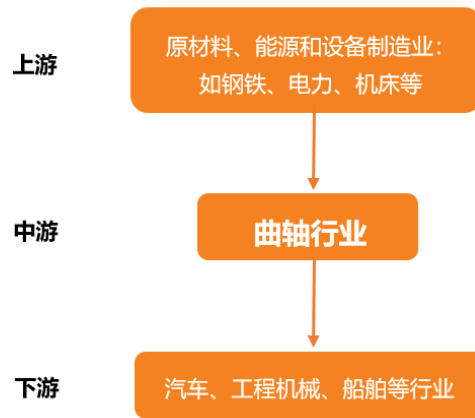 上游
原材料、能源和设备制造业：
如钢铁、电力、机床等
中游
曲轴行业
下游
汽车、工程机械、船舶等行业